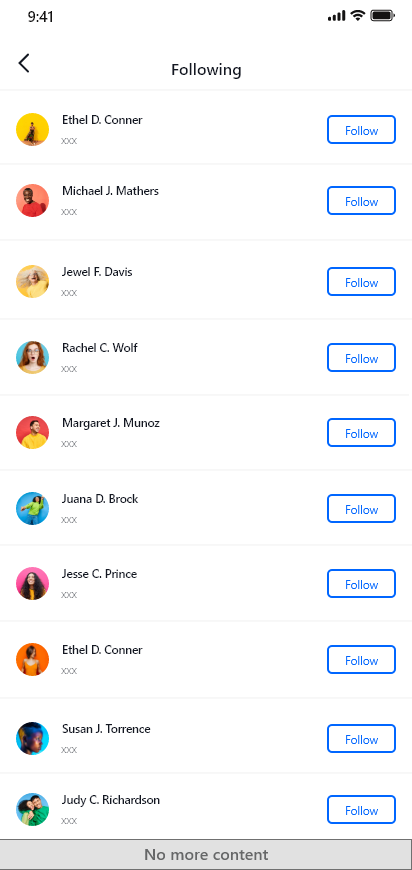 9:41
Following
Ethel D. Conner
xxx
Follow
Michael J. Mathers
xxx
Follow
Jewel F. Davis
xxx
Follow
Rachel C. Wolf
xxx
Follow
Margaret J. Munoz
xxx
Follow
Juana D. Brock
xxx
Follow
Jesse C. Prince
xxx
Follow
Ethel D. Conner
xxx
Follow
Susan J. Torrence
xxx
Follow
Judy C. Richardson
xxx
Follow
No more content